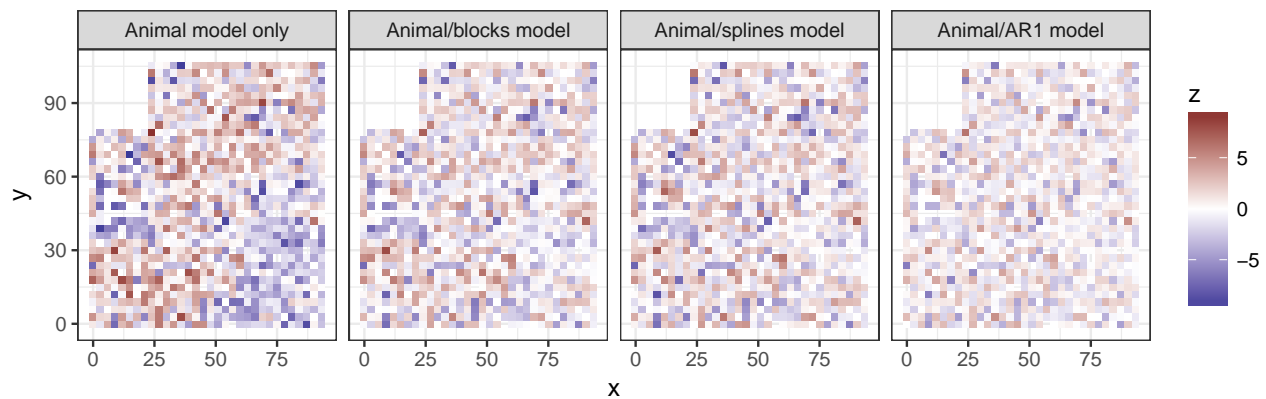 Animal model only Animal/blocks model Animal/splines model Animal/AR1 model
z
90
60
30
0
y
5
0
−5
0 25 50 75 0 25 50 75 0 25 50 75 0 25 50 75
x